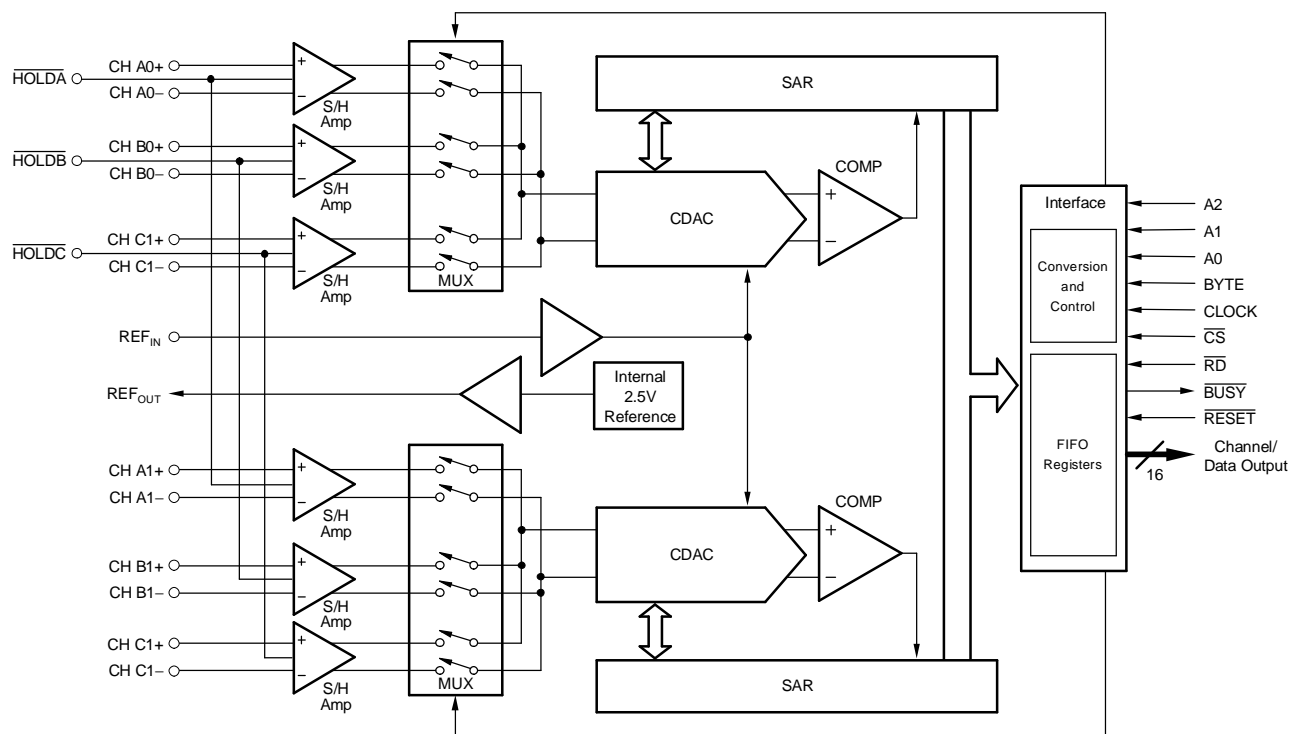 HOLDA
CH A0+
CH A0−
+
−
S/H
Amp
HOLDB
CH B0+
CH B0−
+
−
S/H
Amp
HOLDC
CH C1+
CH C1−
+
−
S/H
Amp
MUX
SAR
CDAC
COMP
+
−
REFIN
REFOUT
Internal
2.5V
Reference
CH A1+
CH A1−
+
−
S/H
Amp
CH B1+
CH B1−
+
−
S/H
Amp
CH C1+
CH C1−
+
−
S/H
Amp
MUX
CDAC
COMP
+
−
SAR
Interface
Conversion
and
Control
FIFO
Registers
A2
A1
A0
BYTE
CLOCK
CS
RD
BUSY
RESET
Channel/
Data Output
16